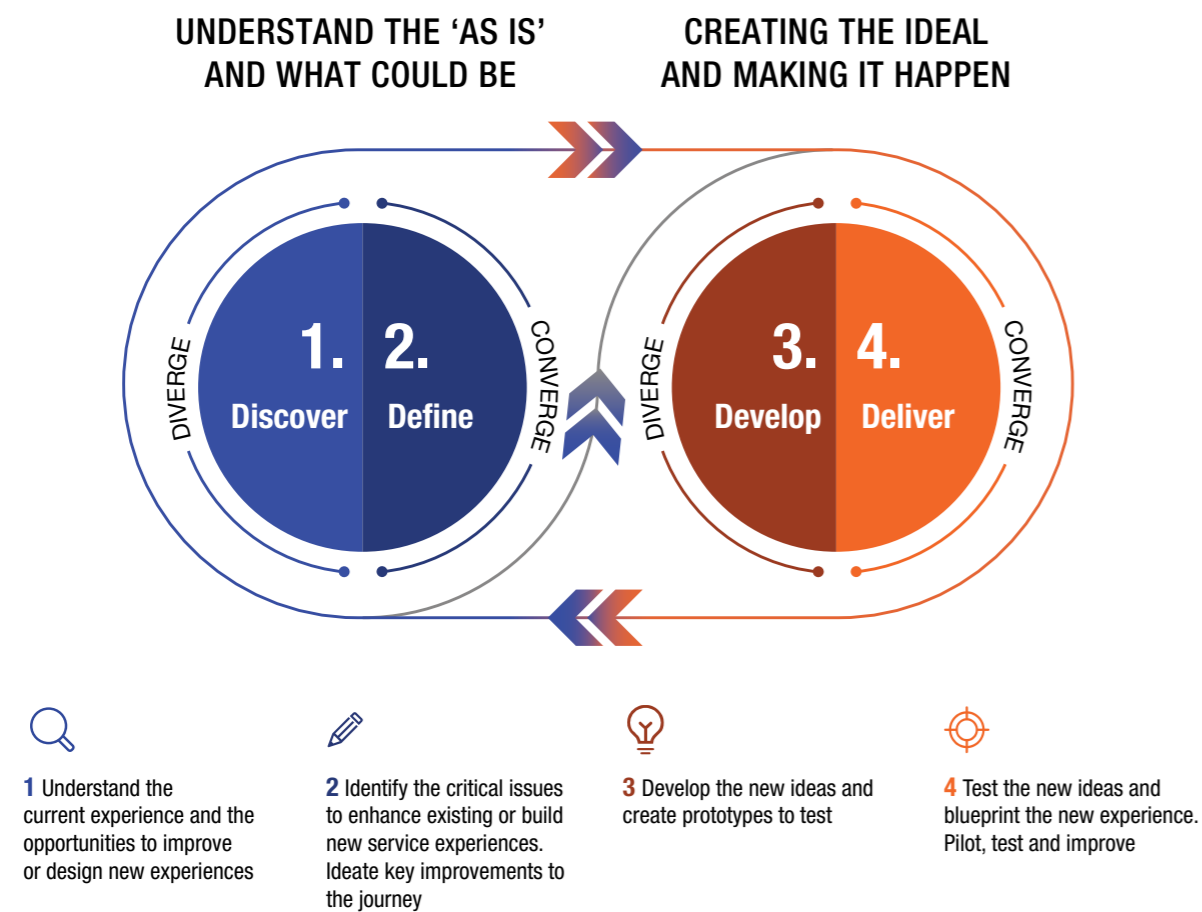 UNDERSTAND THE ‘AS IS’
AND WHAT COULD BE
CREATING THE IDEAL
AND MAKING IT HAPPEN
DIVERGE
1.
Discover
2.
Define
CONVERGE
DIVERGE
3.
Develop
4.
Deliver
CONVERGE
1 Understand the
current experience and the
opportunities to improve
or design new experiences
2 Identify the critical issues
to enhance existing or build
new service experiences.
Ideate key improvements to
the journey
3 Develop the new ideas and
create prototypes to test
4 Test the new ideas and
blueprint the new experience.
Pilot, test and improve